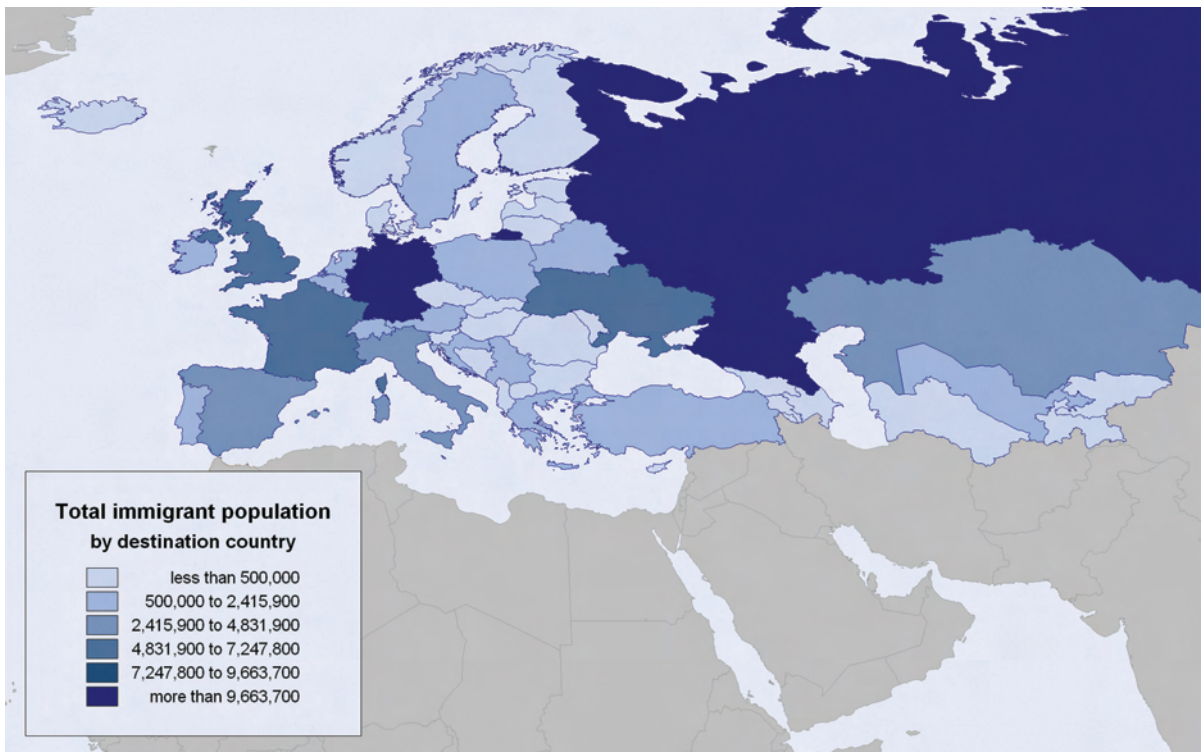 Total immigrant population
by destination country
less than 500,000
500,000 to 2,415,900
2,415,900 to 4,831,900
4,831,900 to 7,247,800
7,247,800 to 9,663,700
more than 9,663,700